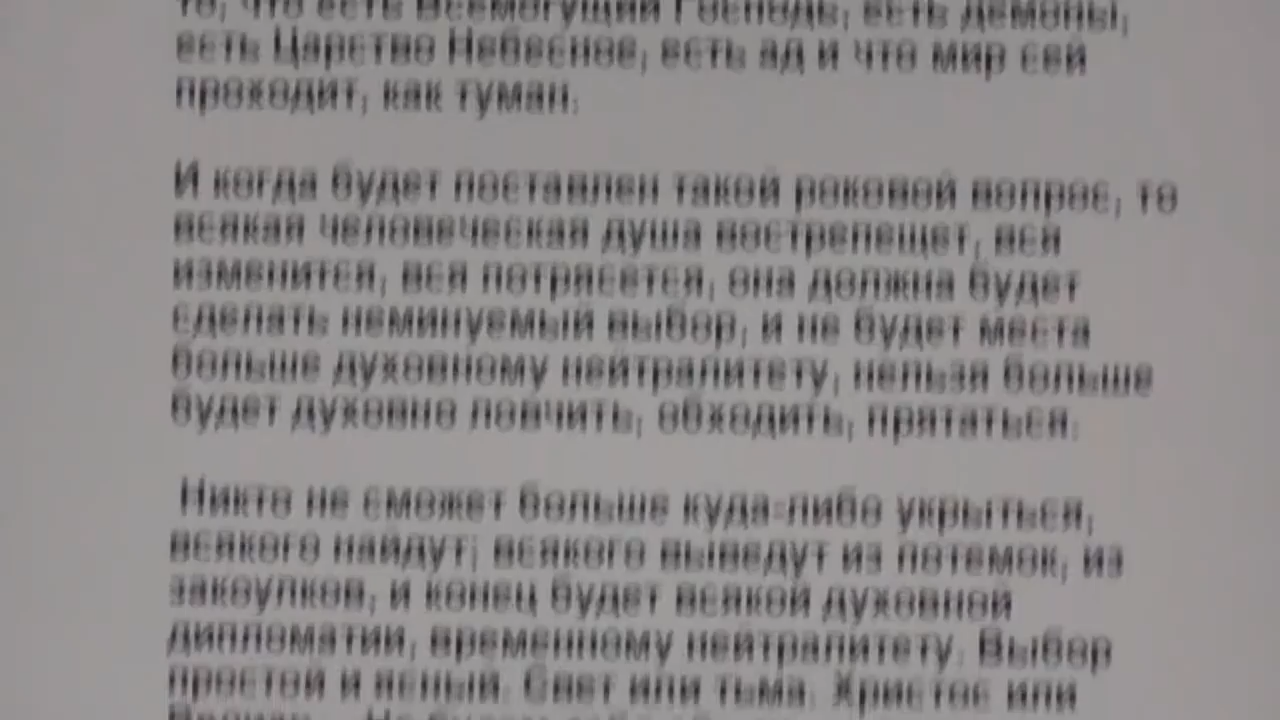 то, что есть Всемогущий Господь, есть демоны,
есть Царство Небесное, есть ад и что мир сей
проходит, как туман.
И когда будет поставлен такой роковой вопрос, то
всякая человеческая душа вострепещет, вся
изменится, вся потрясется, она должна будет
сделать неминуемый выбор, и не будет места
больше духовному нейтралитету, нельзя больше
будет духовно ловчить, обходить, прятаться.
Никто не сможет больше куда-либо укрыться,
всякого найдут, всякого выведут из потемок, из
закоулков, и конец будет всякой духовной
дипломатии, временному нейтралитету. Выбор
простой и ясный. Свет или тьма. Христос или